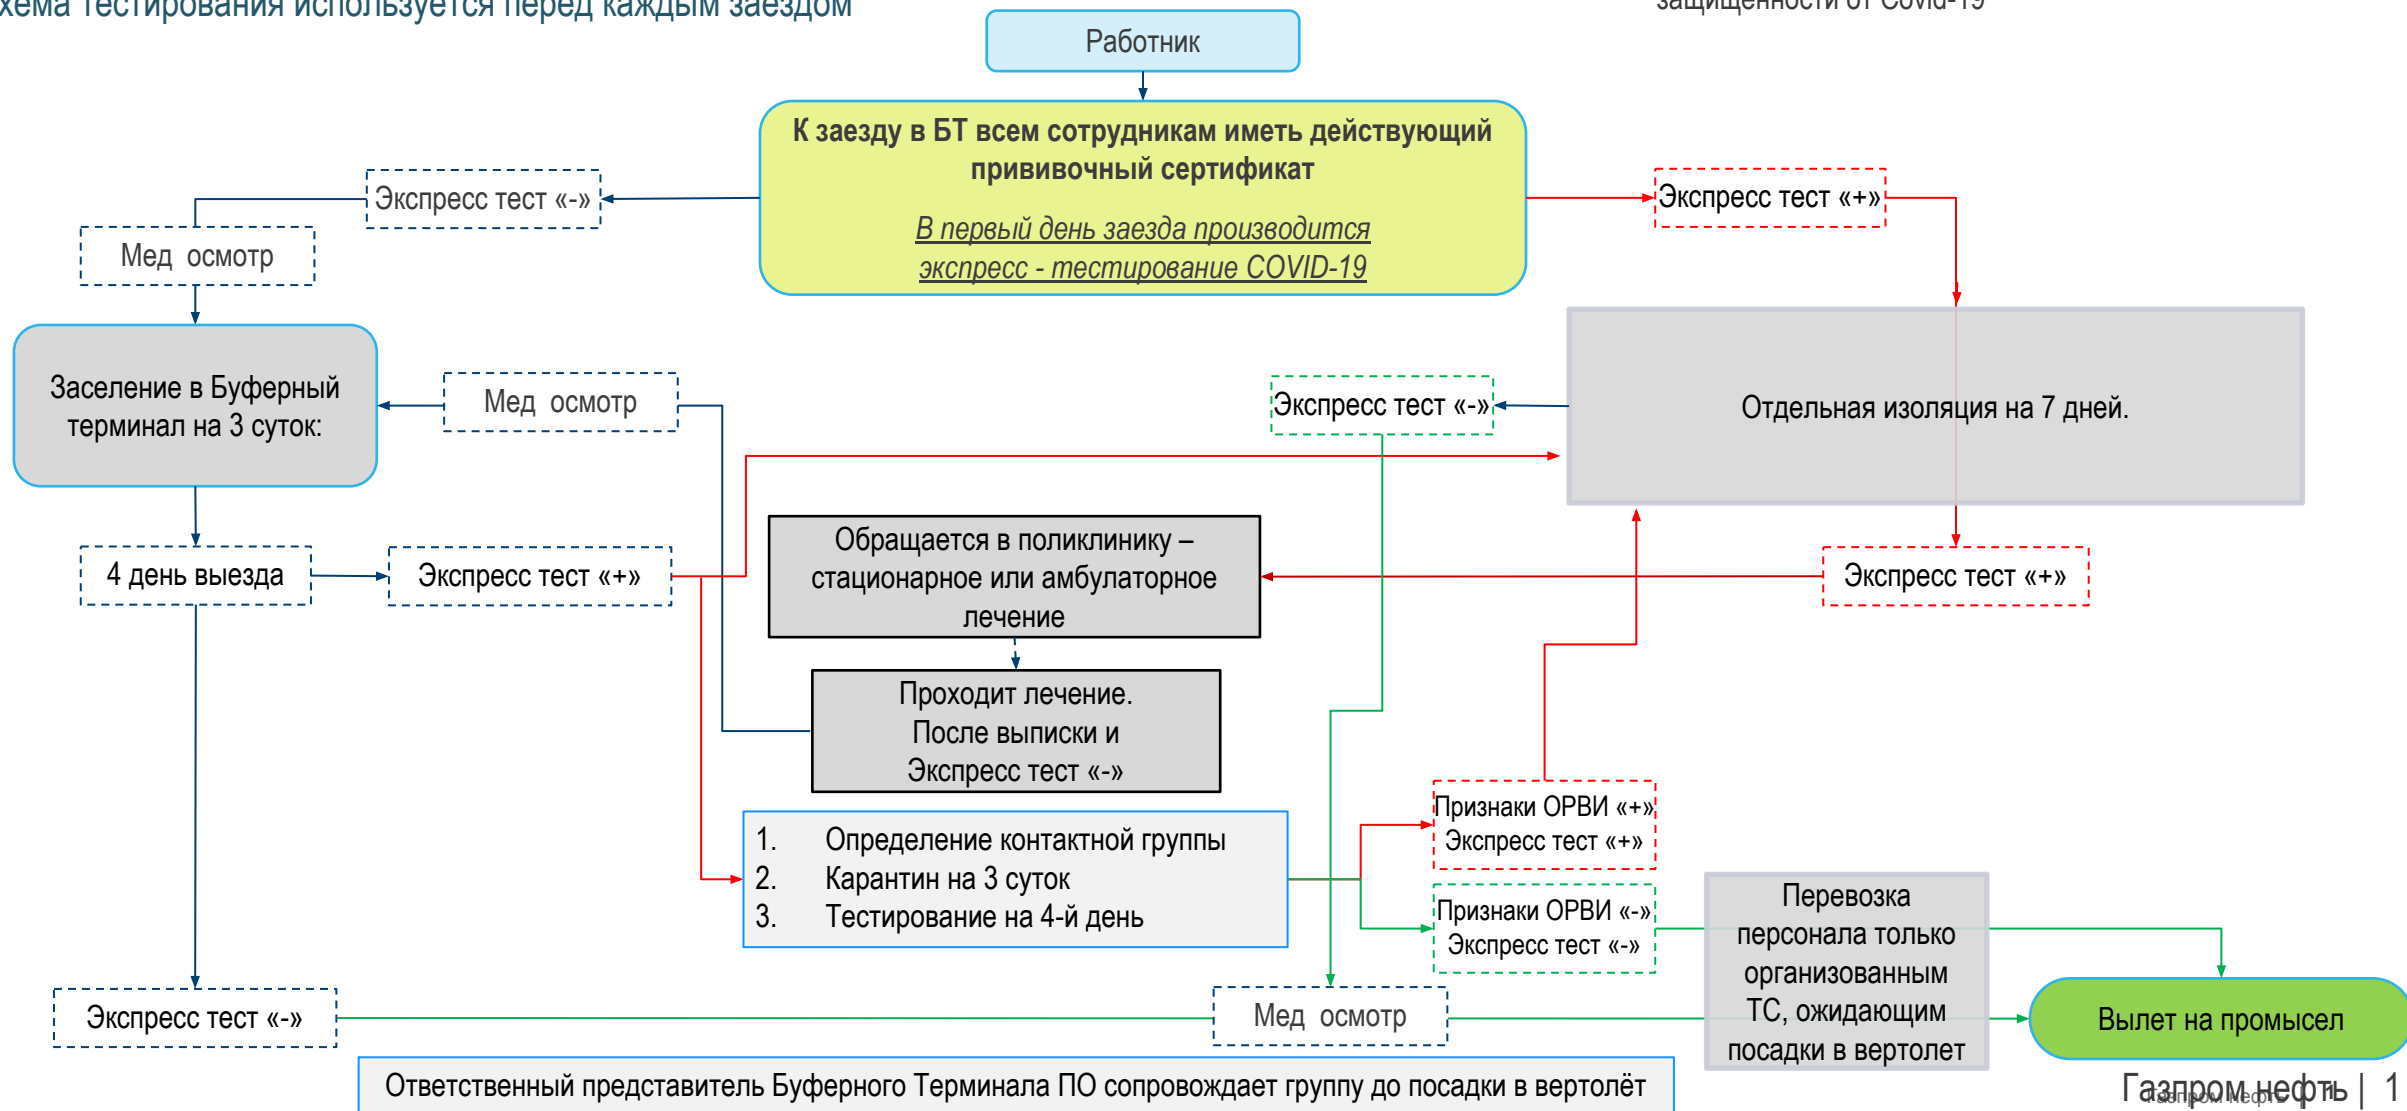 хема тестирования используется перед каждым заездом
защищенности от Covid-19
Работник
К заезду в БТ всем сотрудникам иметь действующий
прививочный сертификат
В первый день заезда производится
экспресс - тестирование COVID-19
Экспресс тест «-»
Экспресс тест «+»
Мед осмотр
Заселение в Буферный
терминал на 3 суток:
Мед осмотр
Экспресс тест «-»
Отдельная изоляция на 7 дней.
4 день выезда
Экспресс тест «+»
Обращается в поликлинику –
стационарное или амбулаторное
лечение
Экспресс тест «+»
Проходит лечение.
После выписки и
Экспресс тест «-»
1. Определение контактной группы
2. Карантин на 3 суток
3. Тестирование на 4-й день
Признаки ОРВИ «+»
Экспресс тест «+»
Признаки ОРВИ «-»
Экспресс тест «-»
Перевозка
персонала только
организованным
ТС, ожидающим
посадки в вертолет
Экспресс тест «-»
Мед осмотр
Вылет на промысел
Ответственный представитель Буферного Терминала ПО сопровождает группу до посадки в вертолёт
Газпром нефть | 1
Газпром нефть 1